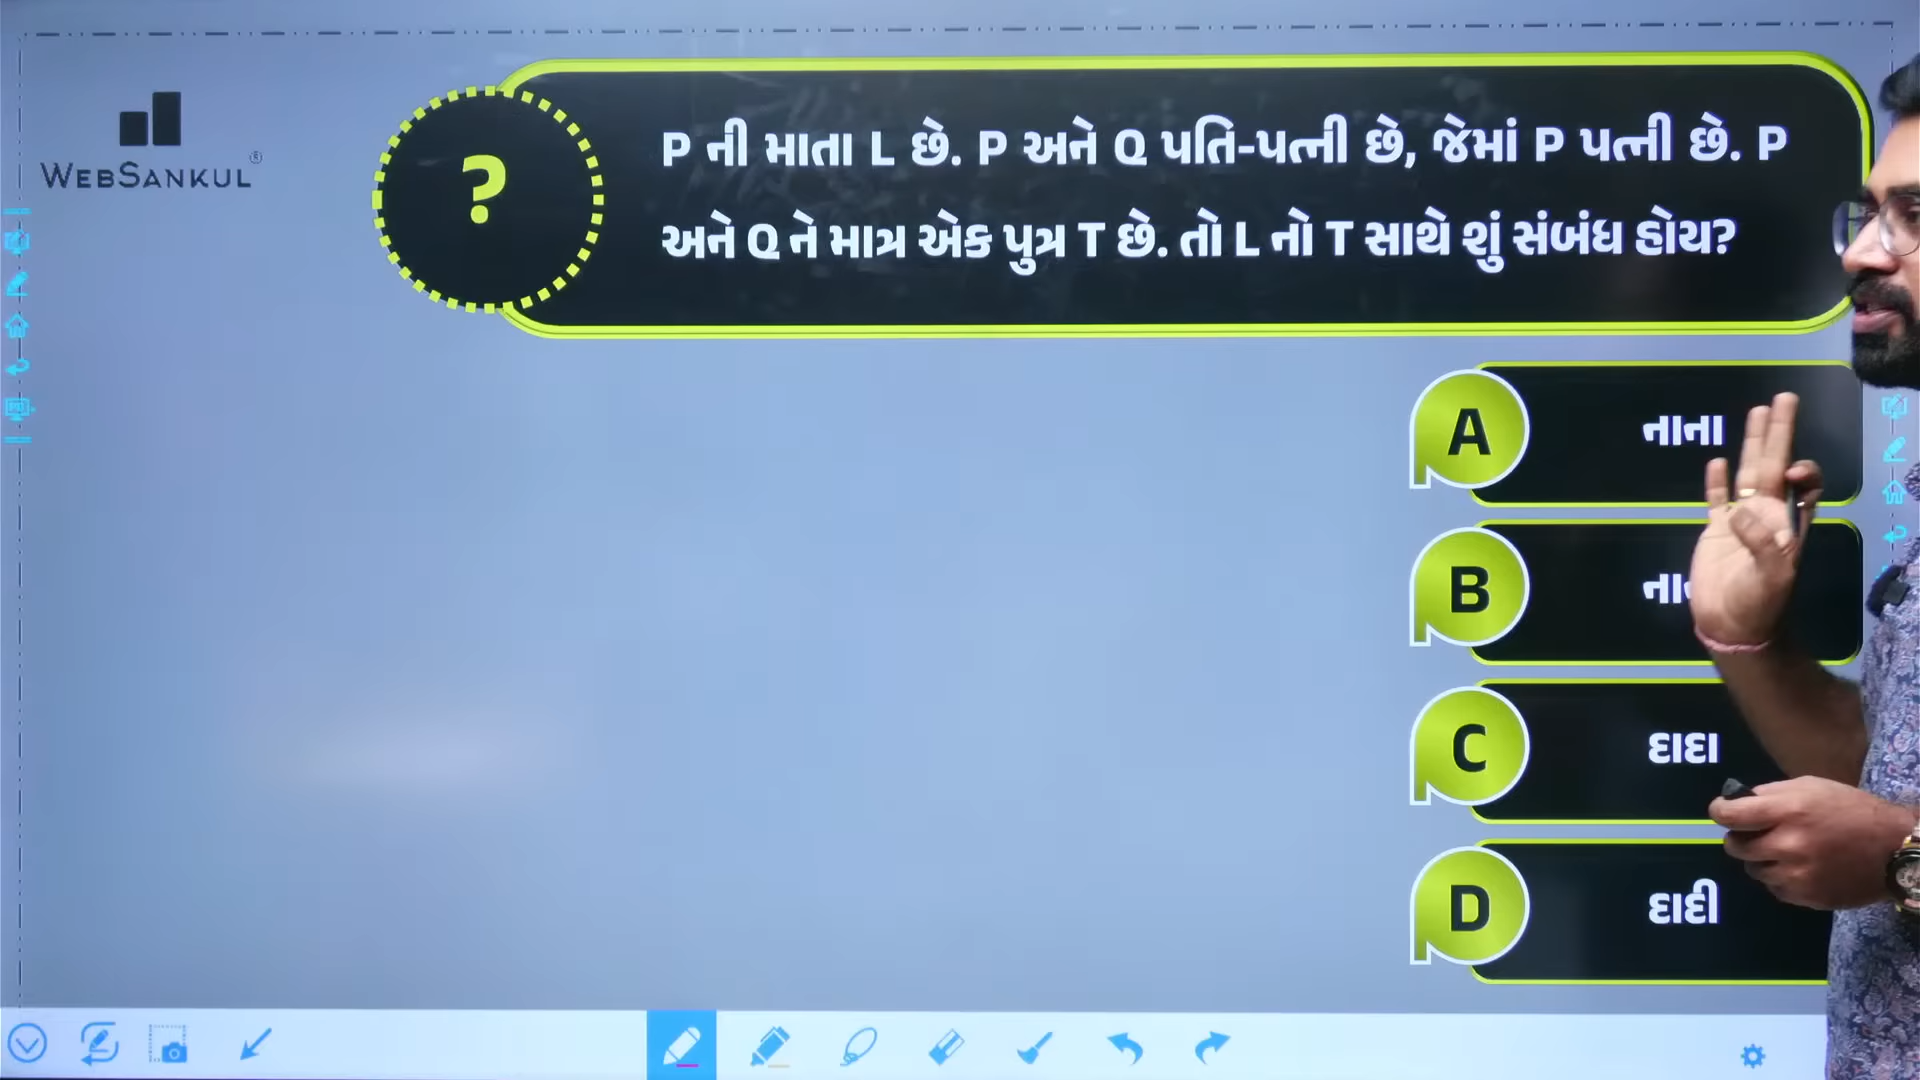 WEBSANKUL
?
P ની માતા L છે. P અને Q પતિ-પત્ની છે, જેમાં P પત્ની છે. P
અને Q ને માત્ર એક પુત્ર T છે. તો L નો T સાથે શું સંબંધ હોય?
A નાના
B
C દાદા
D દાદી